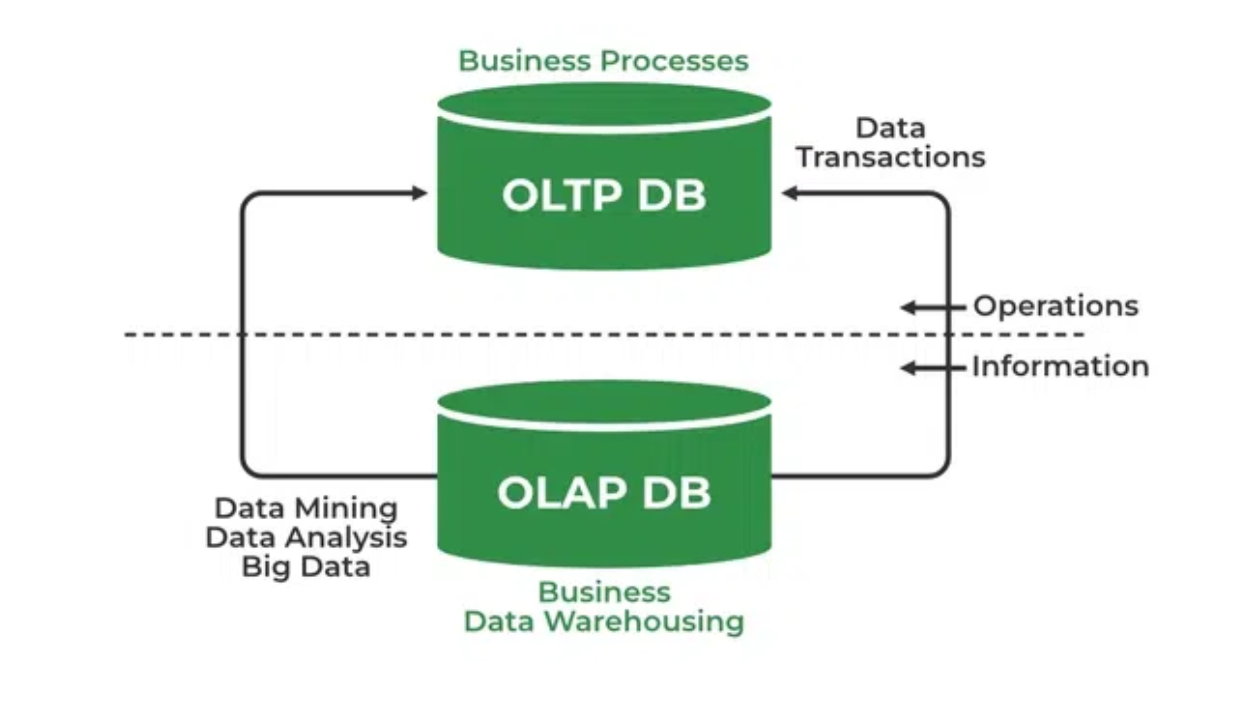 Business Processes
OLTP DB
Data
Transactions
Operations
Information
OLAP DB
Data Mining
Data Analysis
Big Data
Business
Data Warehousing